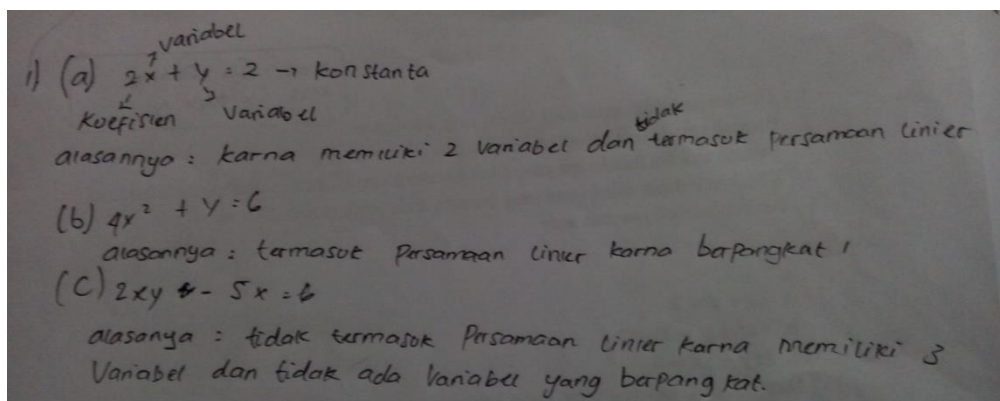 variabel
1) (a) 2x + y = 2 → konstanta
koefisien variabel
tidak
alasannya : karna memiliki 2 variabel dan termasuk persamaan linier
(b) 4x² + y = 6
alasannya : termasuk persamaan linier karna berpangkat 1
(C) 2xy - 5x = 6
alasanya : tidak termasuk Persamaan linier karna memiliki 3
Variabel dan tidak ada variabel yang berpangkat.